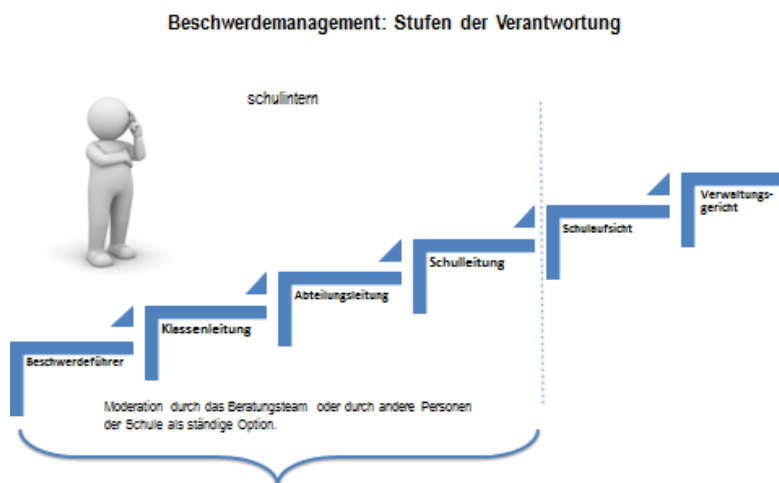 Beschwerdemanagement: Stufen der Verantwortung
schulintern
Verwaltungs-
gericht
Schulaufsicht
Schulleitung
Abteilungsleitung
Klassenleitung
Beschwerdeführer
Moderation durch das Beratungsteam oder durch andere Personen
der Schule als ständige Option.